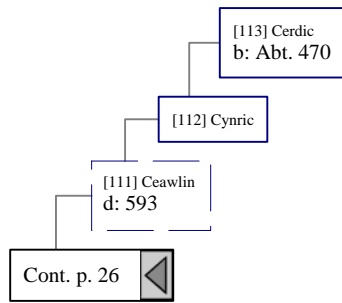 [113] Cerdic
b: Abt. 470
[112] Cynric
[111] Ceawlin
d: 593
Cont. p. 26